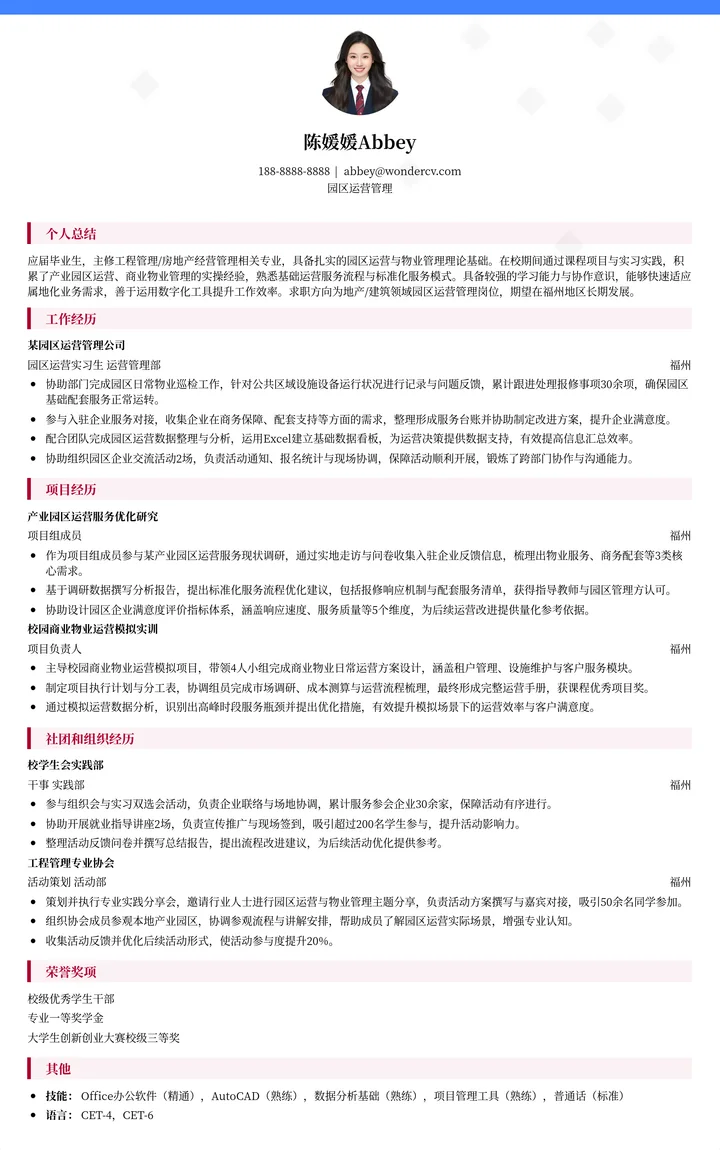 陈媛媛Abbey
188-8888-8888 | abbey@wondercv.com
园区运营管理
个人总结
应届毕业生，主修工程管理/房地产经营管理相关专业，具备扎实的园区运营与物业管理理论基础。在校期间通过课程项目与实习实践，积
累了产业园区运营、商业物业管理的实操经验，熟悉基础运营服务流程与标准化服务模式。具备较强的学习能力与协作意识，能够快速适应
属地化业务需求，善于运用数字化工具提升工作效率。求职方向为地产/建筑领域园区运营管理岗位，期望在福州地区长期发展。
工作经历
某园区运营管理公司
园区运营实习生 运营管理部 福州
• 协助部门完成园区日常物业巡检工作，针对公共区域设施设备运行状况进行记录与问题反馈，累计跟进处理报修事项30余项，确保园区
基础配套服务正常运转。
• 参与入驻企业服务对接，收集企业在商务保障、配套支持等方面的需求，整理形成服务台账并协助制定改进方案，提升企业满意度。
• 配合团队完成园区运营数据整理与分析，运用Excel建立基础数据看板，为运营决策提供数据支持，有效提高信息汇总效率。
• 协助组织园区企业交流活动2场，负责活动通知、报名统计与现场协调，保障活动顺利开展，锻炼了跨部门协作与沟通能力。
项目经历
产业园区运营服务优化研究
项目组成员 福州
• 作为项目组成员参与某产业园区运营服务现状调研，通过实地走访与问卷收集入驻企业反馈信息，梳理出物业服务、商务配套等3类核
心需求。
• 基于调研数据撰写分析报告，提出标准化服务流程优化建议，包括报修响应机制与配套服务清单，获得指导教师与园区管理方认可。
• 协助设计园区企业满意度评价指标体系，涵盖响应速度、服务质量等5个维度，为后续运营改进提供量化参考依据。
校园商业物业运营模拟实训
项目负责人 福州
• 主导校园商业物业运营模拟项目，带领4人小组完成商业物业日常运营方案设计，涵盖租户管理、设施维护与客户服务模块。
• 制定项目执行计划与分工表，协调组员完成市场调研、成本测算与运营流程梳理，最终形成完整运营手册，获课程优秀项目奖。
• 通过模拟运营数据分析，识别出高峰时段服务瓶颈并提出优化措施，有效提升模拟场景下的运营效率与客户满意度。
社团和组织经历
校学生会实践部
干事 实践部 福州
• 参与组织会与实习双选会活动，负责企业联络与场地协调，累计服务参会企业30余家，保障活动有序进行。
• 协助开展就业指导讲座2场，负责宣传推广与现场签到，吸引超过200名学生参与，提升活动影响力。
• 整理活动反馈问卷并撰写总结报告，提出流程改进建议，为后续活动优化提供参考。
工程管理专业协会
活动策划 活动部 福州
• 策划并执行专业实践分享会，邀请行业人士进行园区运营与物业管理主题分享，负责活动方案撰写与嘉宾对接，吸引50余名同学参加。
• 组织协会成员参观本地产业园区，协调参观流程与讲解安排，帮助成员了解园区运营实际场景，增强专业认知。
• 收集活动反馈并优化后续活动形式，使活动参与度提升20%。
荣誉奖项
校级优秀学生干部
专业一等奖学金
大学生创新创业大赛校级三等奖
其他
• 技能： Office办公软件（精通），AutoCAD（熟练），数据分析基础（熟练），项目管理工具（熟练），普通话（标准）
• 语言： CET-4，CET-6